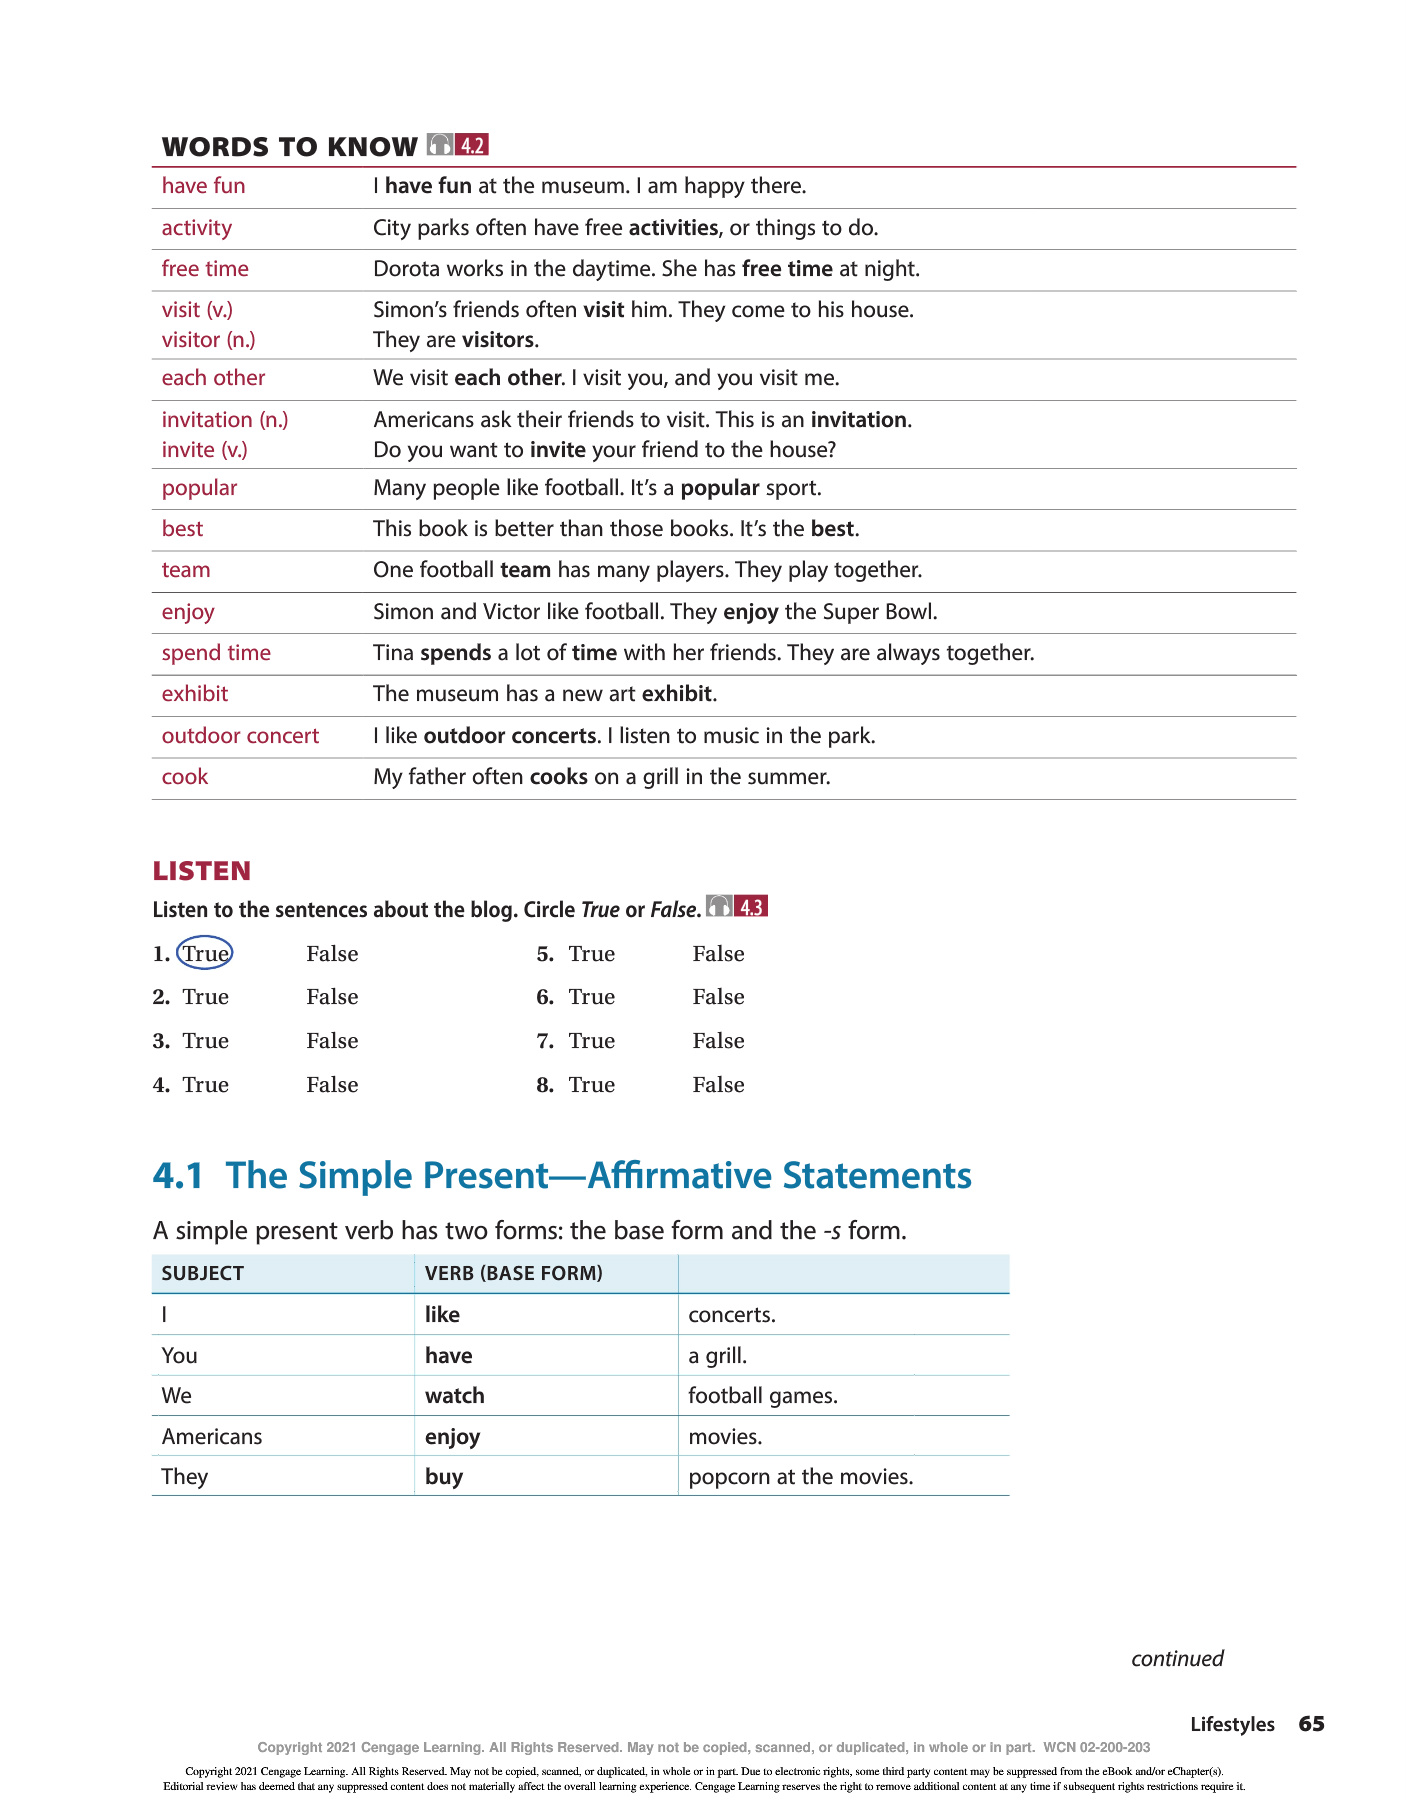 WORDS TO KNOW 4.2
have fun I have fun at the museum. I am happy there.
activity City parks often have free activities, or things to do.
free time Dorota works in the daytime. She has free time at night.
visit (v.) Simon’s friends often visit him. They come to his house.
visitor (n.) They are visitors.
each other We visit each other. I visit you, and you visit me.
invitation (n.) Americans ask their friends to visit. This is an invitation.
invite (v.) Do you want to invite your friend to the house?
popular Many people like football. It’s a popular sport.
best This book is better than those books. It’s the best.
team One football team has many players. They play together.
enjoy Simon and Victor like football. They enjoy the Super Bowl.
spend time Tina spends a lot of time with her friends. They are always together.
exhibit The museum has a new art exhibit.
outdoor concert I like outdoor concerts. I listen to music in the park.
cook My father often cooks on a grill in the summer.
LISTEN
Listen to the sentences about the blog. Circle True or False. 4.3
1. True False 5. True False
2. True False 6. True False
3. True False 7. True False
4. True False 8. True False
4.1 The Simple Present—Affirmative Statements
A simple present verb has two forms: the base form and the -s form.
SUBJECT VERB (BASE FORM)
I like concerts.
You have a grill.
We watch football games.
Americans enjoy movies.
They buy popcorn at the movies.
continued
Lifestyles 65
Copyright 2021 Cengage Learning. All Rights Reserved. May not be copied, scanned, or duplicated, in whole or in part. WCN 02-200-203
Copyright 2021 Cengage Learning. All Rights Reserved. May not be copied, scanned, or duplicated, in whole or in part. Due to electronic rights, some third party content may be suppressed from the eBook and/or eChapter(s).
Editorial review has deemed that any suppressed content does not materially affect the overall learning experience. Cengage Learning reserves the right to remove additional content at any time if subsequent rights restrictions require it.